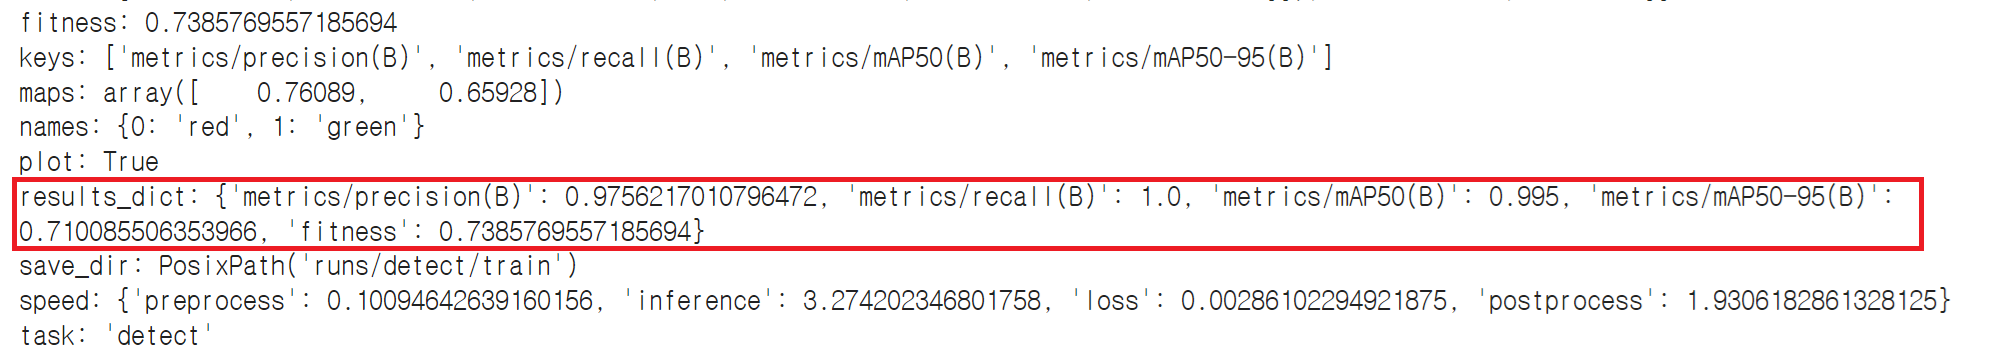 fitness: 0.7385769557185694
keys: ['metrics/precision(B)', 'metrics/recall(B)', 'metrics/mAP50(B)', 'metrics/mAP50-95(B)']
maps: array([    0.76089,     0.65928])
names: {0: 'red', 1: 'green'}
plot: True
results_dict: {'metrics/precision(B)': 0.9756217010796472, 'metrics/recall(B)': 1.0, 'metrics/mAP50(B)': 0.995, 'metrics/mAP50-95(B)':
0.710085506353966, 'fitness': 0.7385769557185694}
save_dir: PosixPath('runs/detect/train')
speed: {'preprocess': 0.10094642639160156, 'inference': 3.274202346801758, 'loss': 0.00286102294921875, 'postprocess': 1.9306182861328125}
task: 'detect'